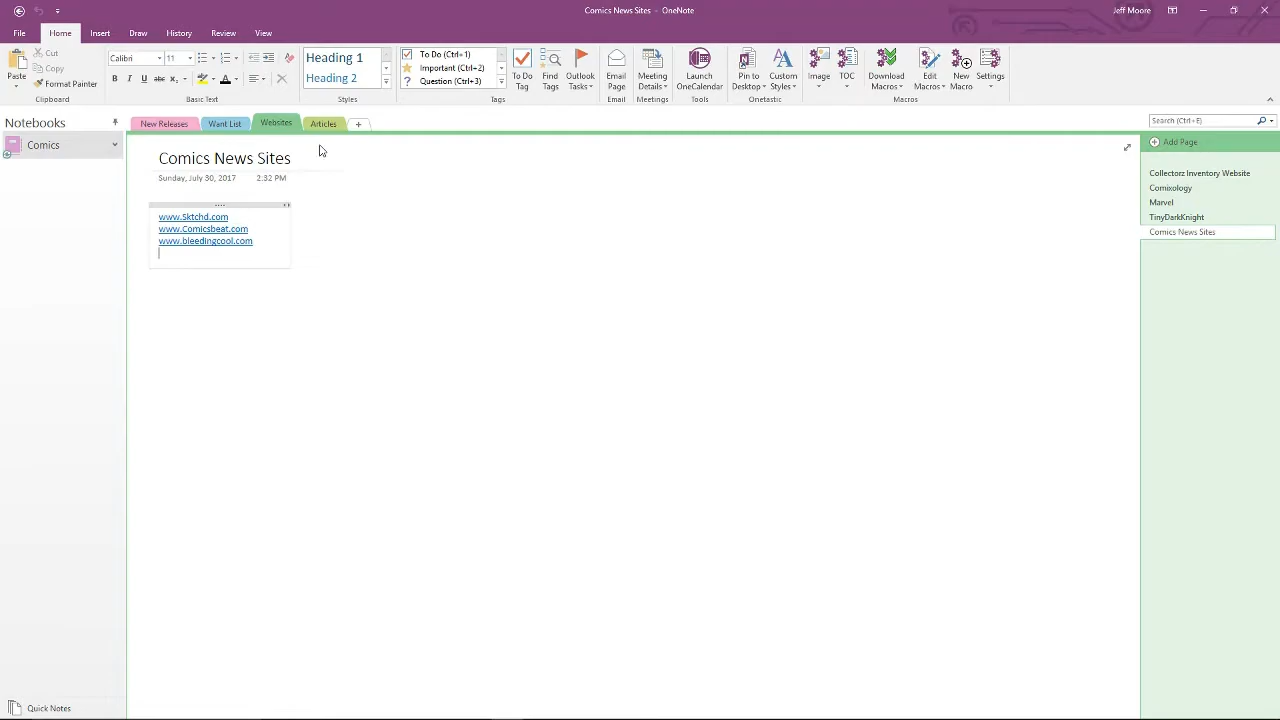 Comics News Sites - OneNote
Jeff Moore
File Home Insert Draw History Review View
Paste
Cut
Copy
Format Painter
Clipboard
Calibri 11
Basic Text
Heading 1
Heading 2
Styles
To Do (Ctrl+1)
Important (Ctrl+2)
Question (Ctrl+3)
To Do
Tag
Find
Tags
Outlook
Tasks
Tags
Email
Page
Email
Meeting
Details
Meetings
Launch
OneCalendar
Tools
Pin to
Desktop
Custom
Styles
Onetastic
Image
TOC
Download
Macros
Edit
Macros
New
Macro
Settings
Macros
Notebooks
Comics
New Releases Want List Websites Articles +
Search (Ctrl+E)
Comics News Sites
Sunday, July 30, 2017 2:32 PM
www.Sktchd.com
www.Comicsbeat.com
www.bleedingcool.com
Add Page
Collectorz Inventory Website
Comixology
Marvel
TinyDarkKnight
Comics News Sites
Quick Notes